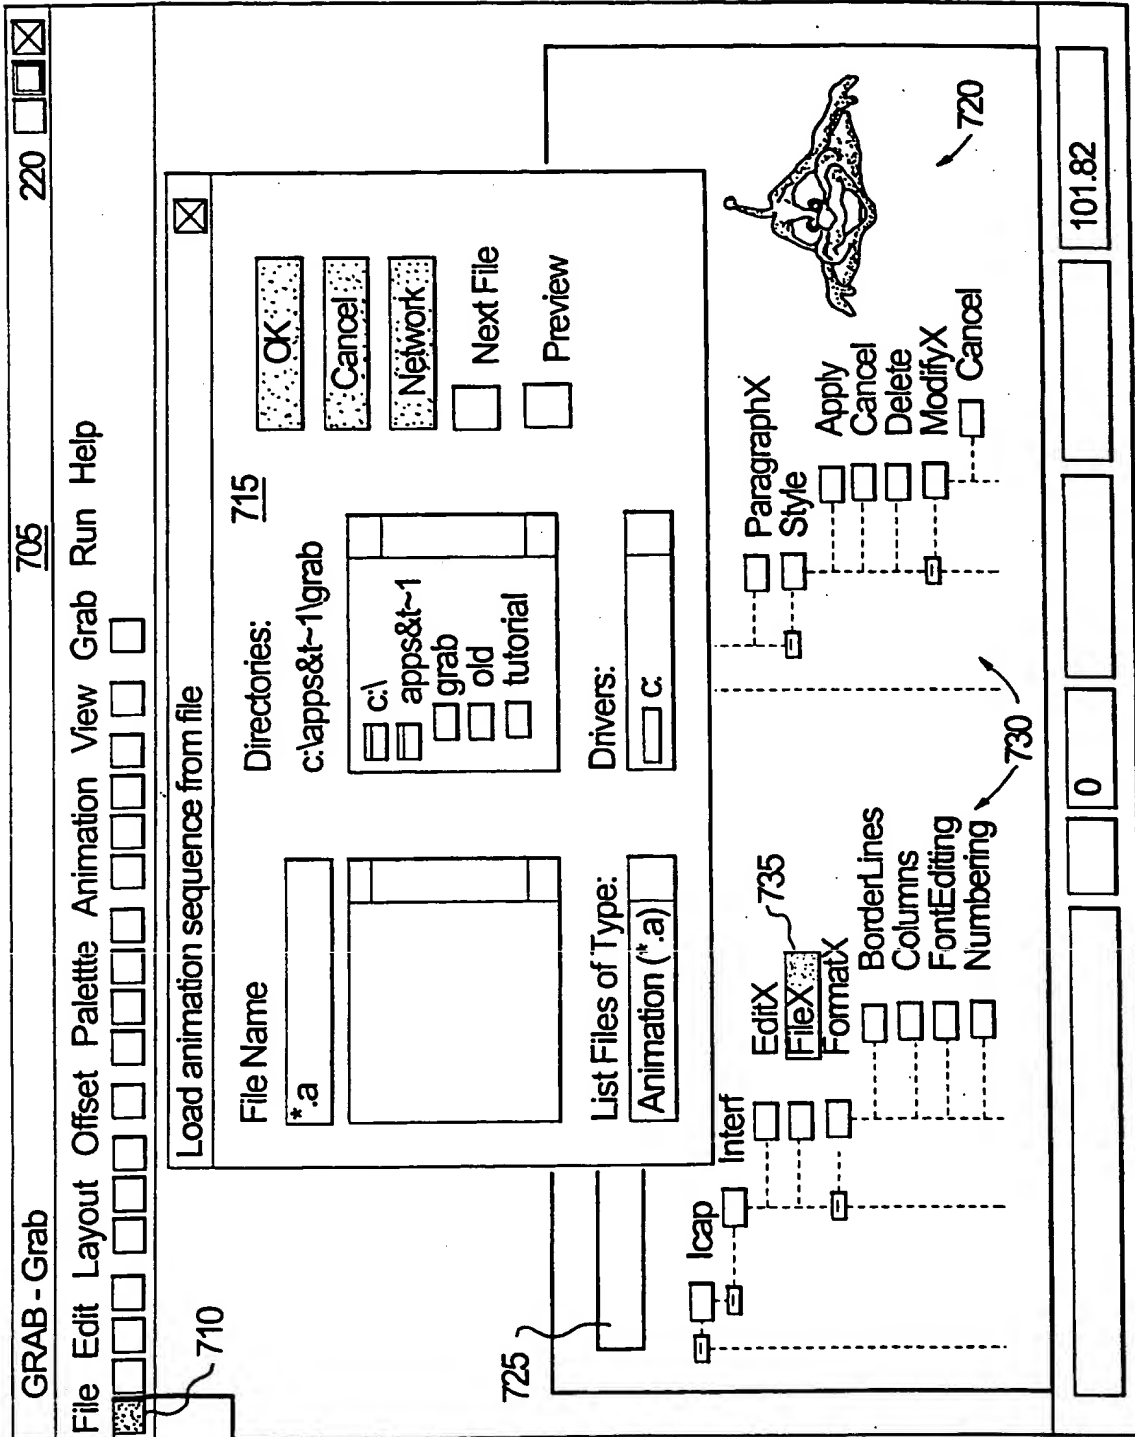 GRAB - Grab
705
220
File Edit Layout Offset Palettte Animation View Grab Run Help
710
Load animation sequence from file
715
File Name
*.a
Directories:
c:\apps&t~1\grab
c:\
apps&t~1
grab
old
tutorial
OK
Cancel
Network
Next File
Preview
List Files of Type:
Animation (*.a)
Drivers:
c:
725
Icap
Interf
EditX
FileX
735
FormatX
BorderLines
Columns
FontEditing
Numbering
730
ParagraphX
Style
Apply
Cancel
Delete
ModifyX
Cancel
720
0
101.82